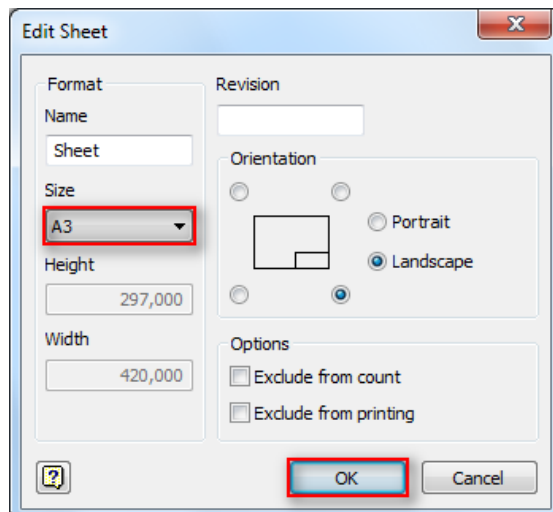 Edit Sheet
Format
Name
Sheet
Size
A3
Height
297,000
Width
420,000
Revision
Orientation
Portrait
Landscape
Options
Exclude from count
Exclude from printing
?
OK
Cancel